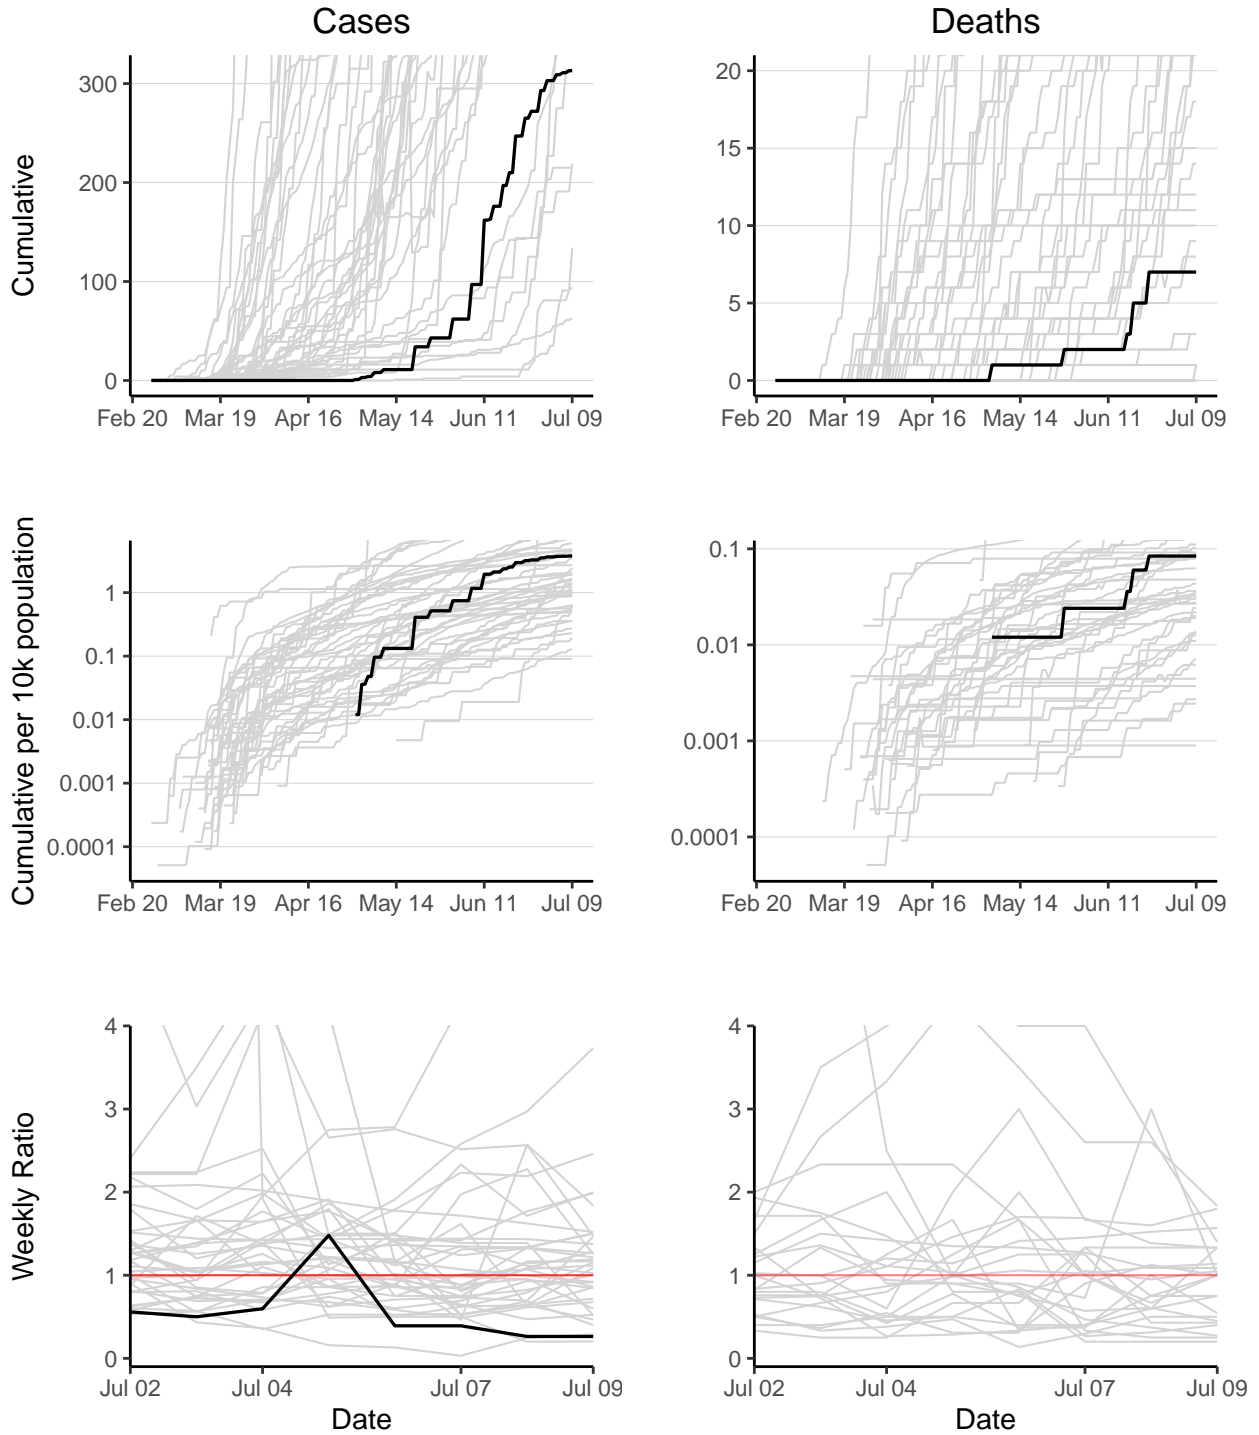 Cases
Deaths
Cumulative
300
200
100
0
Feb 20 Mar 19 Apr 16 May 14 Jun 11 Jul 09
20
15
10
5
0
Feb 20 Mar 19 Apr 16 May 14 Jun 11 Jul 09
Cumulative per 10k population
1
0.1
0.01
0.001
0.0001
Feb 20 Mar 19 Apr 16 May 14 Jun 11 Jul 09
0.1
0.01
0.001
0.0001
Feb 20 Mar 19 Apr 16 May 14 Jun 11 Jul 09
Weekly Ratio
4
3
2
1
0
Jul 02 Jul 04 Jul 07 Jul 09
Date
4
3
2
1
0
Jul 02 Jul 04 Jul 07 Jul 09
Date